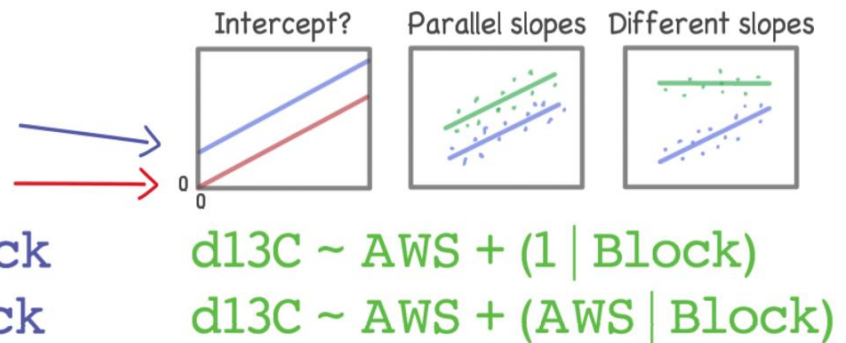 Intercept? Parallel slopes Different slopes
0
0
ck d13C ~ AWS + (1 | Block)
ck d13C ~ AWS + (AWS | Block)